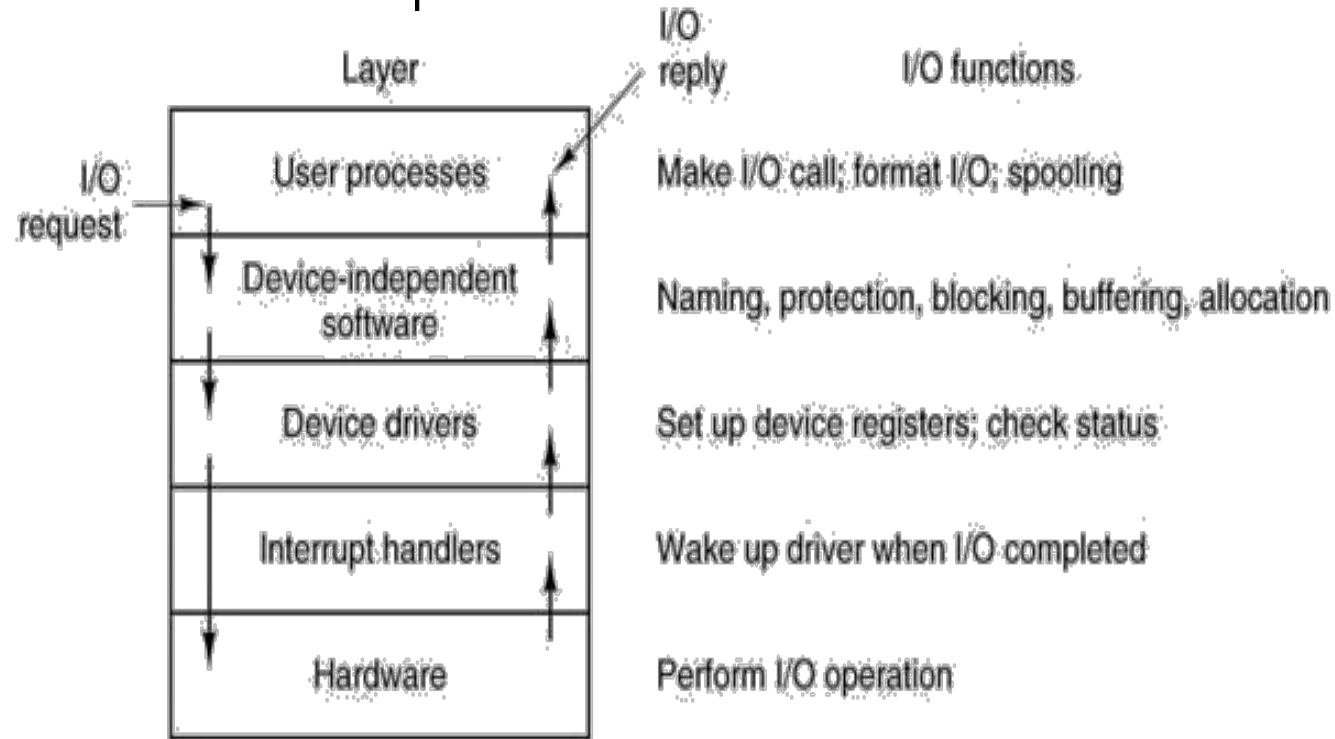 I/O
reply
Layer
I/O functions
I/O
request
User processes
Make I/O call; format I/O; spooling
Device-independent
software
Naming, protection, blocking, buffering, allocation
Device drivers
Set up device registers; check status
Interrupt handlers
Wake up driver when I/O completed
Hardware
Perform I/O operation